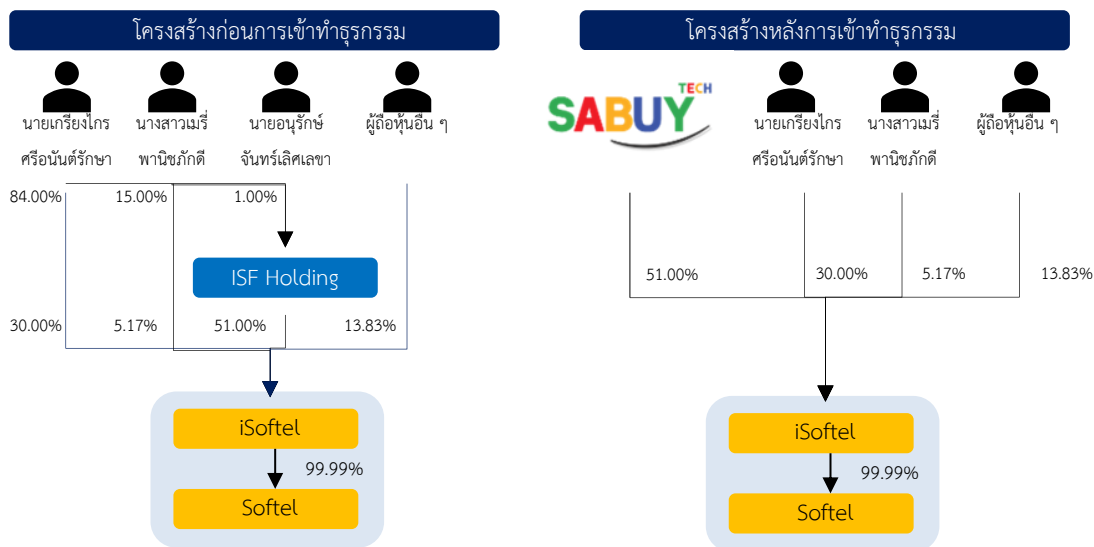 โครงสร้างก่อนการเข้าทำธุรกรรม
นายเกรียงไกร
ศรีอนันต์รักษา
นางสาวเมรี่
พานิชภักดี
นายอนุรักษ์
จันทร์เลิศเลขา
ผู้ถือหุ้นอื่น ๆ
84.00% 15.00% 1.00%
ISF Holding
30.00% 5.17% 51.00% 13.83%
iSoftel
99.99%
Softel
โครงสร้างหลังการเข้าทำธุรกรรม
TECH
SABUY
นายเกรียงไกร
ศรีอนันต์รักษา
นางสาวเมรี่
พานิชภักดี
ผู้ถือหุ้นอื่น ๆ
51.00% 30.00% 5.17% 13.83%
iSoftel
99.99%
Softel